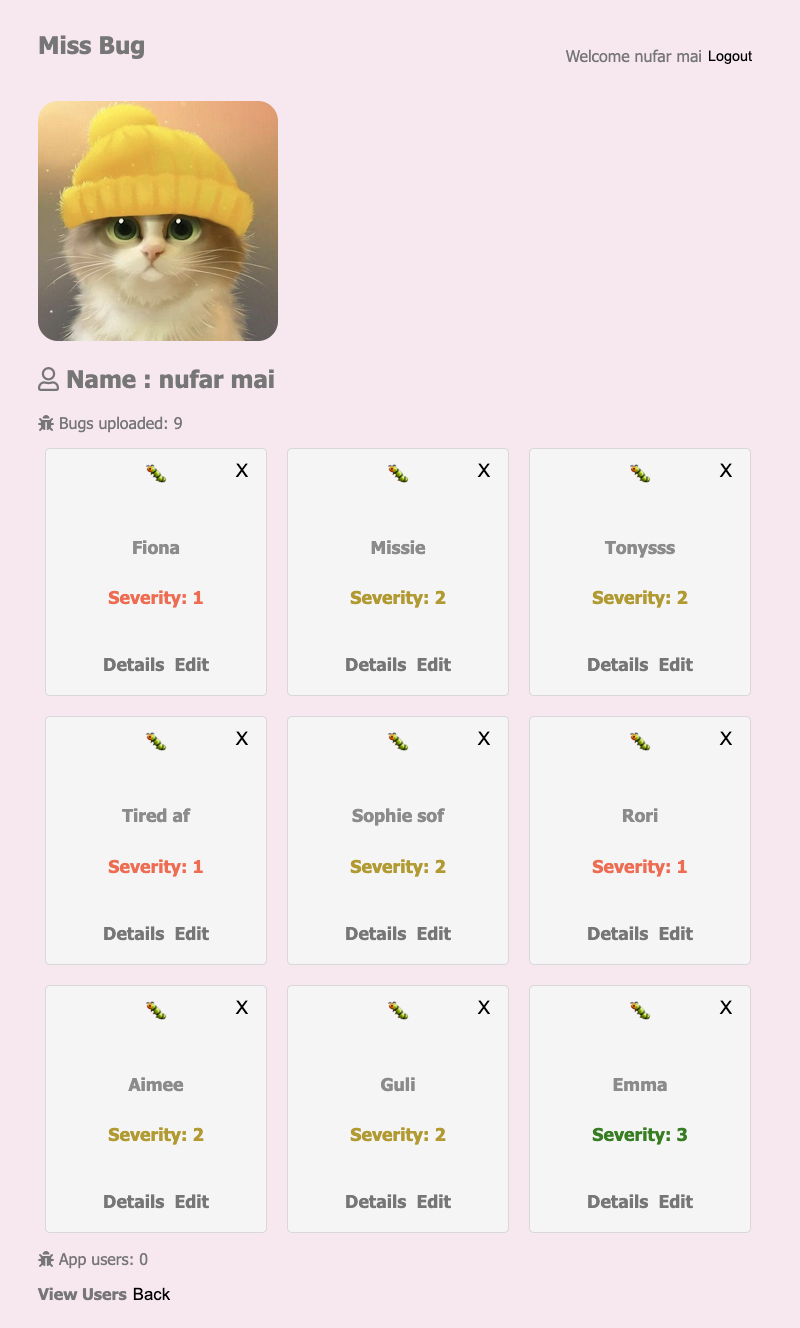 Miss Bug
Welcome nufar mai Logout
Name : nufar mai
Bugs uploaded: 9
X X X
Fiona Missie Tonysss
Severity: 1 Severity: 2 Severity: 2
Details Edit Details Edit Details Edit
X X X
Tired af Sophie sof Rori
Severity: 1 Severity: 2 Severity: 1
Details Edit Details Edit Details Edit
X X X
Aimee Guli Emma
Severity: 2 Severity: 2 Severity: 3
Details Edit Details Edit Details Edit
App users: 0
View Users Back